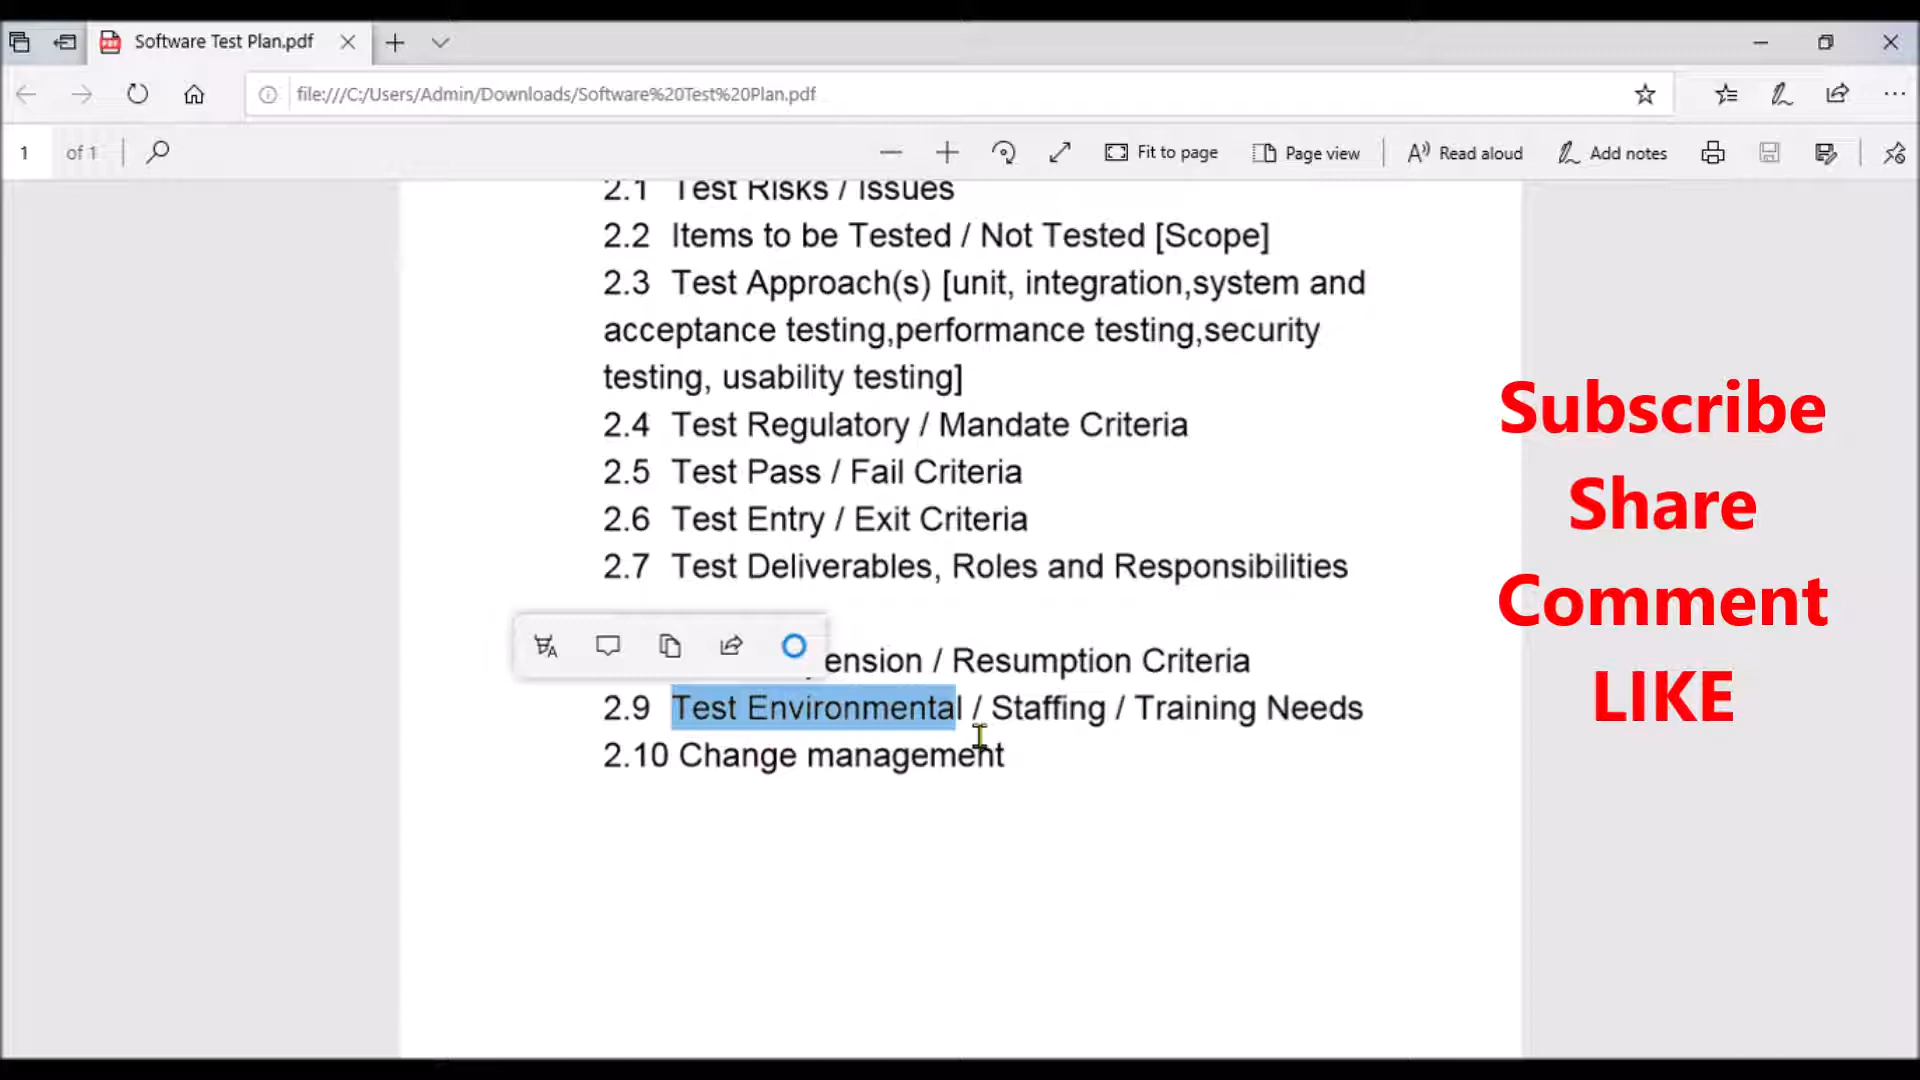 Software Test Plan.pdf
file:///C:/Users/Admin/Downloads/Software%20Test%20Plan.pdf
1 of 1
Fit to page
Page view
Read aloud
Add notes
2.1 Test Risks / Issues
2.2 Items to be Tested / Not Tested [Scope]
2.3 Test Approach(s) [unit, integration,system and
acceptance testing,performance testing,security
testing, usability testing]
2.4 Test Regulatory / Mandate Criteria
2.5 Test Pass / Fail Criteria
2.6 Test Entry / Exit Criteria
2.7 Test Deliverables, Roles and Responsibilities
ension / Resumption Criteria
2.9 Test Environmental / Staffing / Training Needs
2.10 Change management
Subscribe
Share
Comment
LIKE